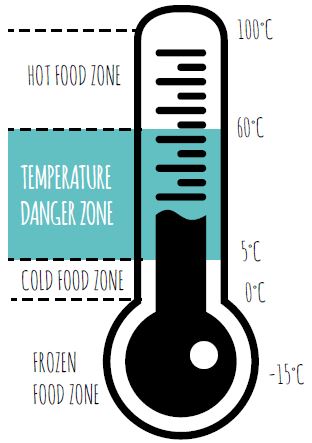 100°C
HOT FOOD ZONE
60°C
TEMPERATURE
DANGER ZONE
5°C
COLD FOOD ZONE
0°C
FROZEN
FOOD ZONE
-15°C